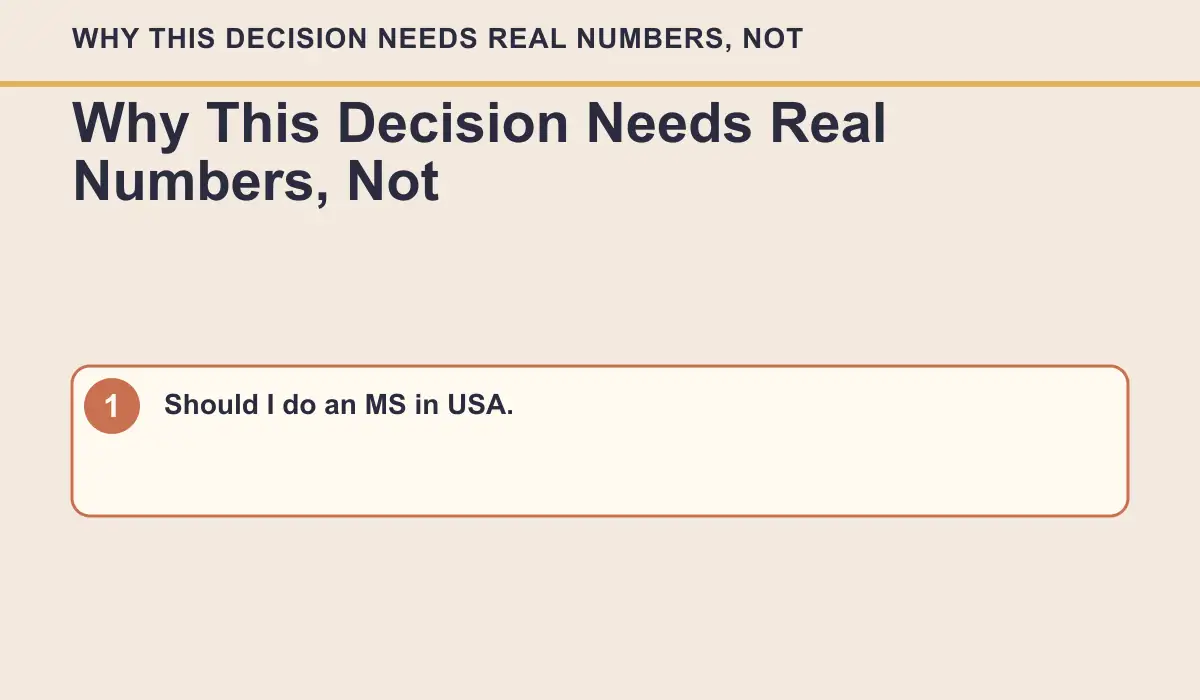 WHY THIS DECISION NEEDS REAL NUMBERS, NOT
Why This Decision Needs Real
Numbers, Not
1 Should I do an MS in USA.